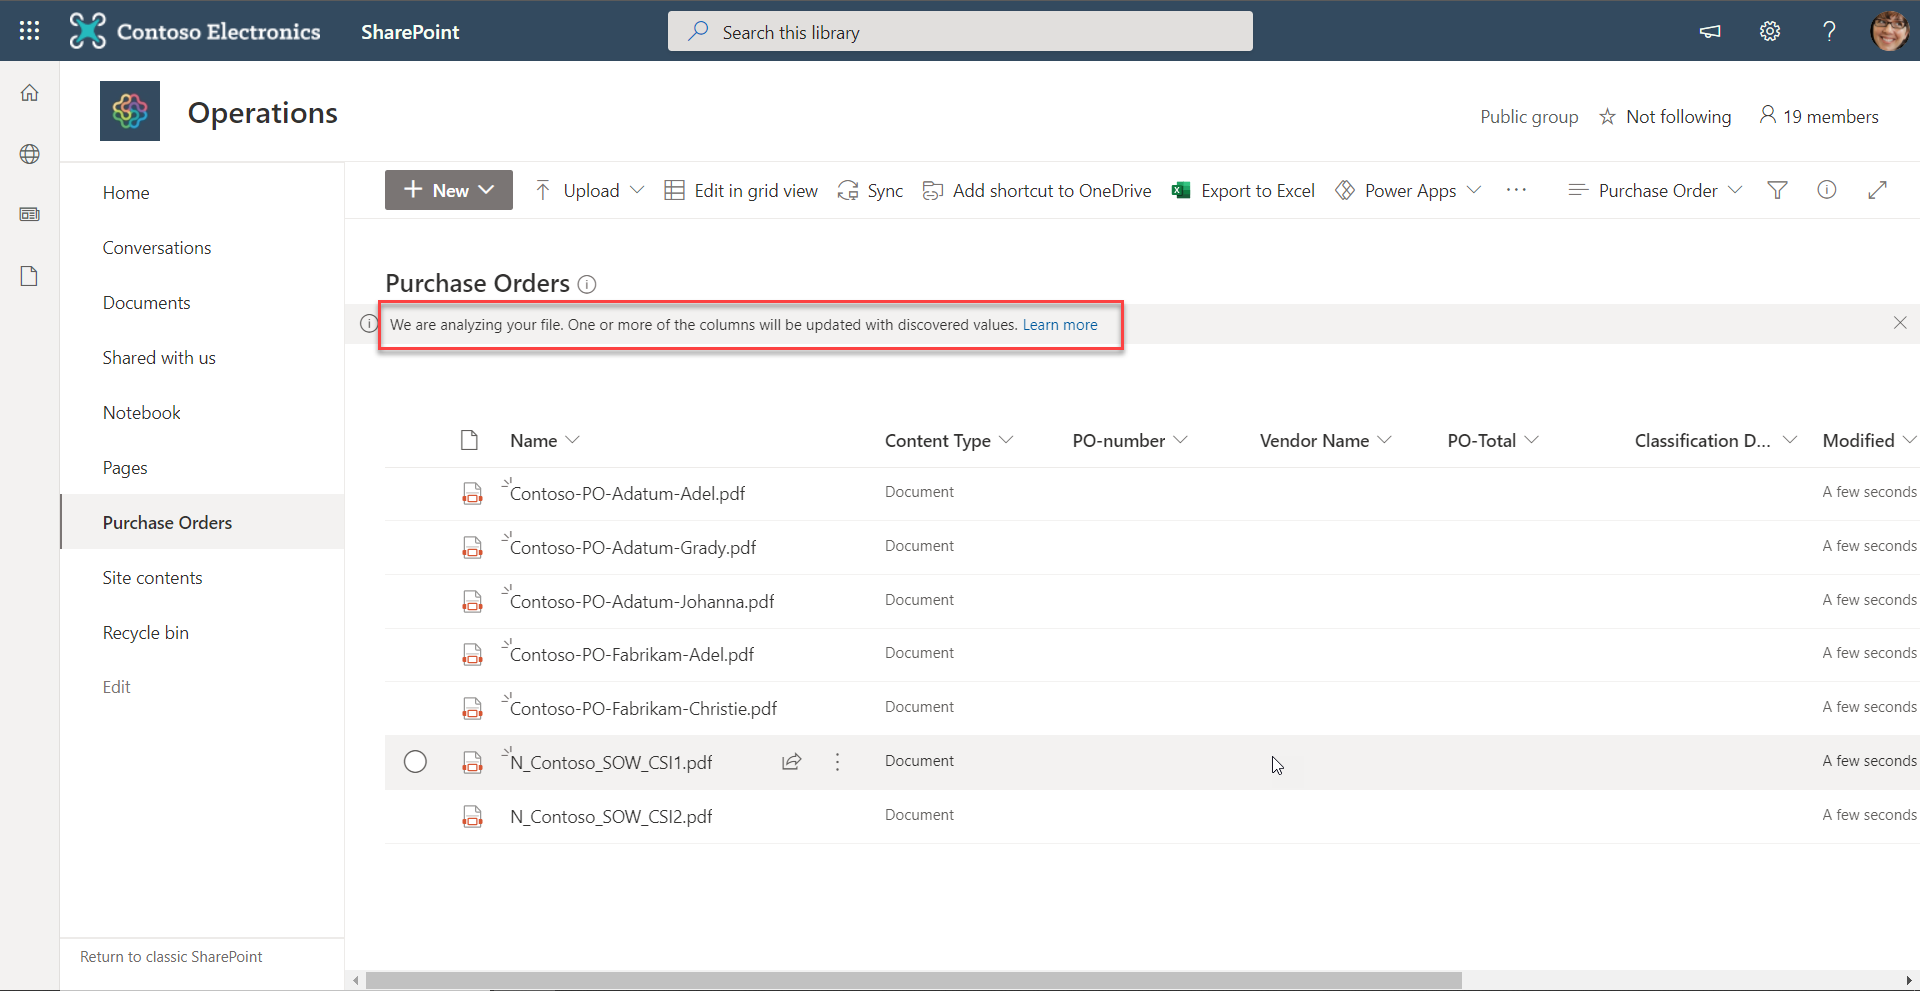 Contoso Electronics
SharePoint
Search this library
Operations
Public group
Not following
19 members
Home
Conversations
Documents
Shared with us
Notebook
Pages
Purchase Orders
Site contents
Recycle bin
Edit
Return to classic SharePoint
New
Upload
Edit in grid view
Sync
Add shortcut to OneDrive
Export to Excel
Power Apps
Purchase Order
Purchase Orders
We are analyzing your file. One or more of the columns will be updated with discovered values. Learn more
Name Content Type PO-number Vendor Name PO-Total Classification D... Modified
Contoso-PO-Adatum-Adel.pdf Document A few seconds
Contoso-PO-Adatum-Grady.pdf Document A few seconds
Contoso-PO-Adatum-Johanna.pdf Document A few seconds
Contoso-PO-Fabrikam-Adel.pdf Document A few seconds
Contoso-PO-Fabrikam-Christie.pdf Document A few seconds
N_Contoso_SOW_CSI1.pdf Document A few seconds
N_Contoso_SOW_CSI2.pdf Document A few seconds